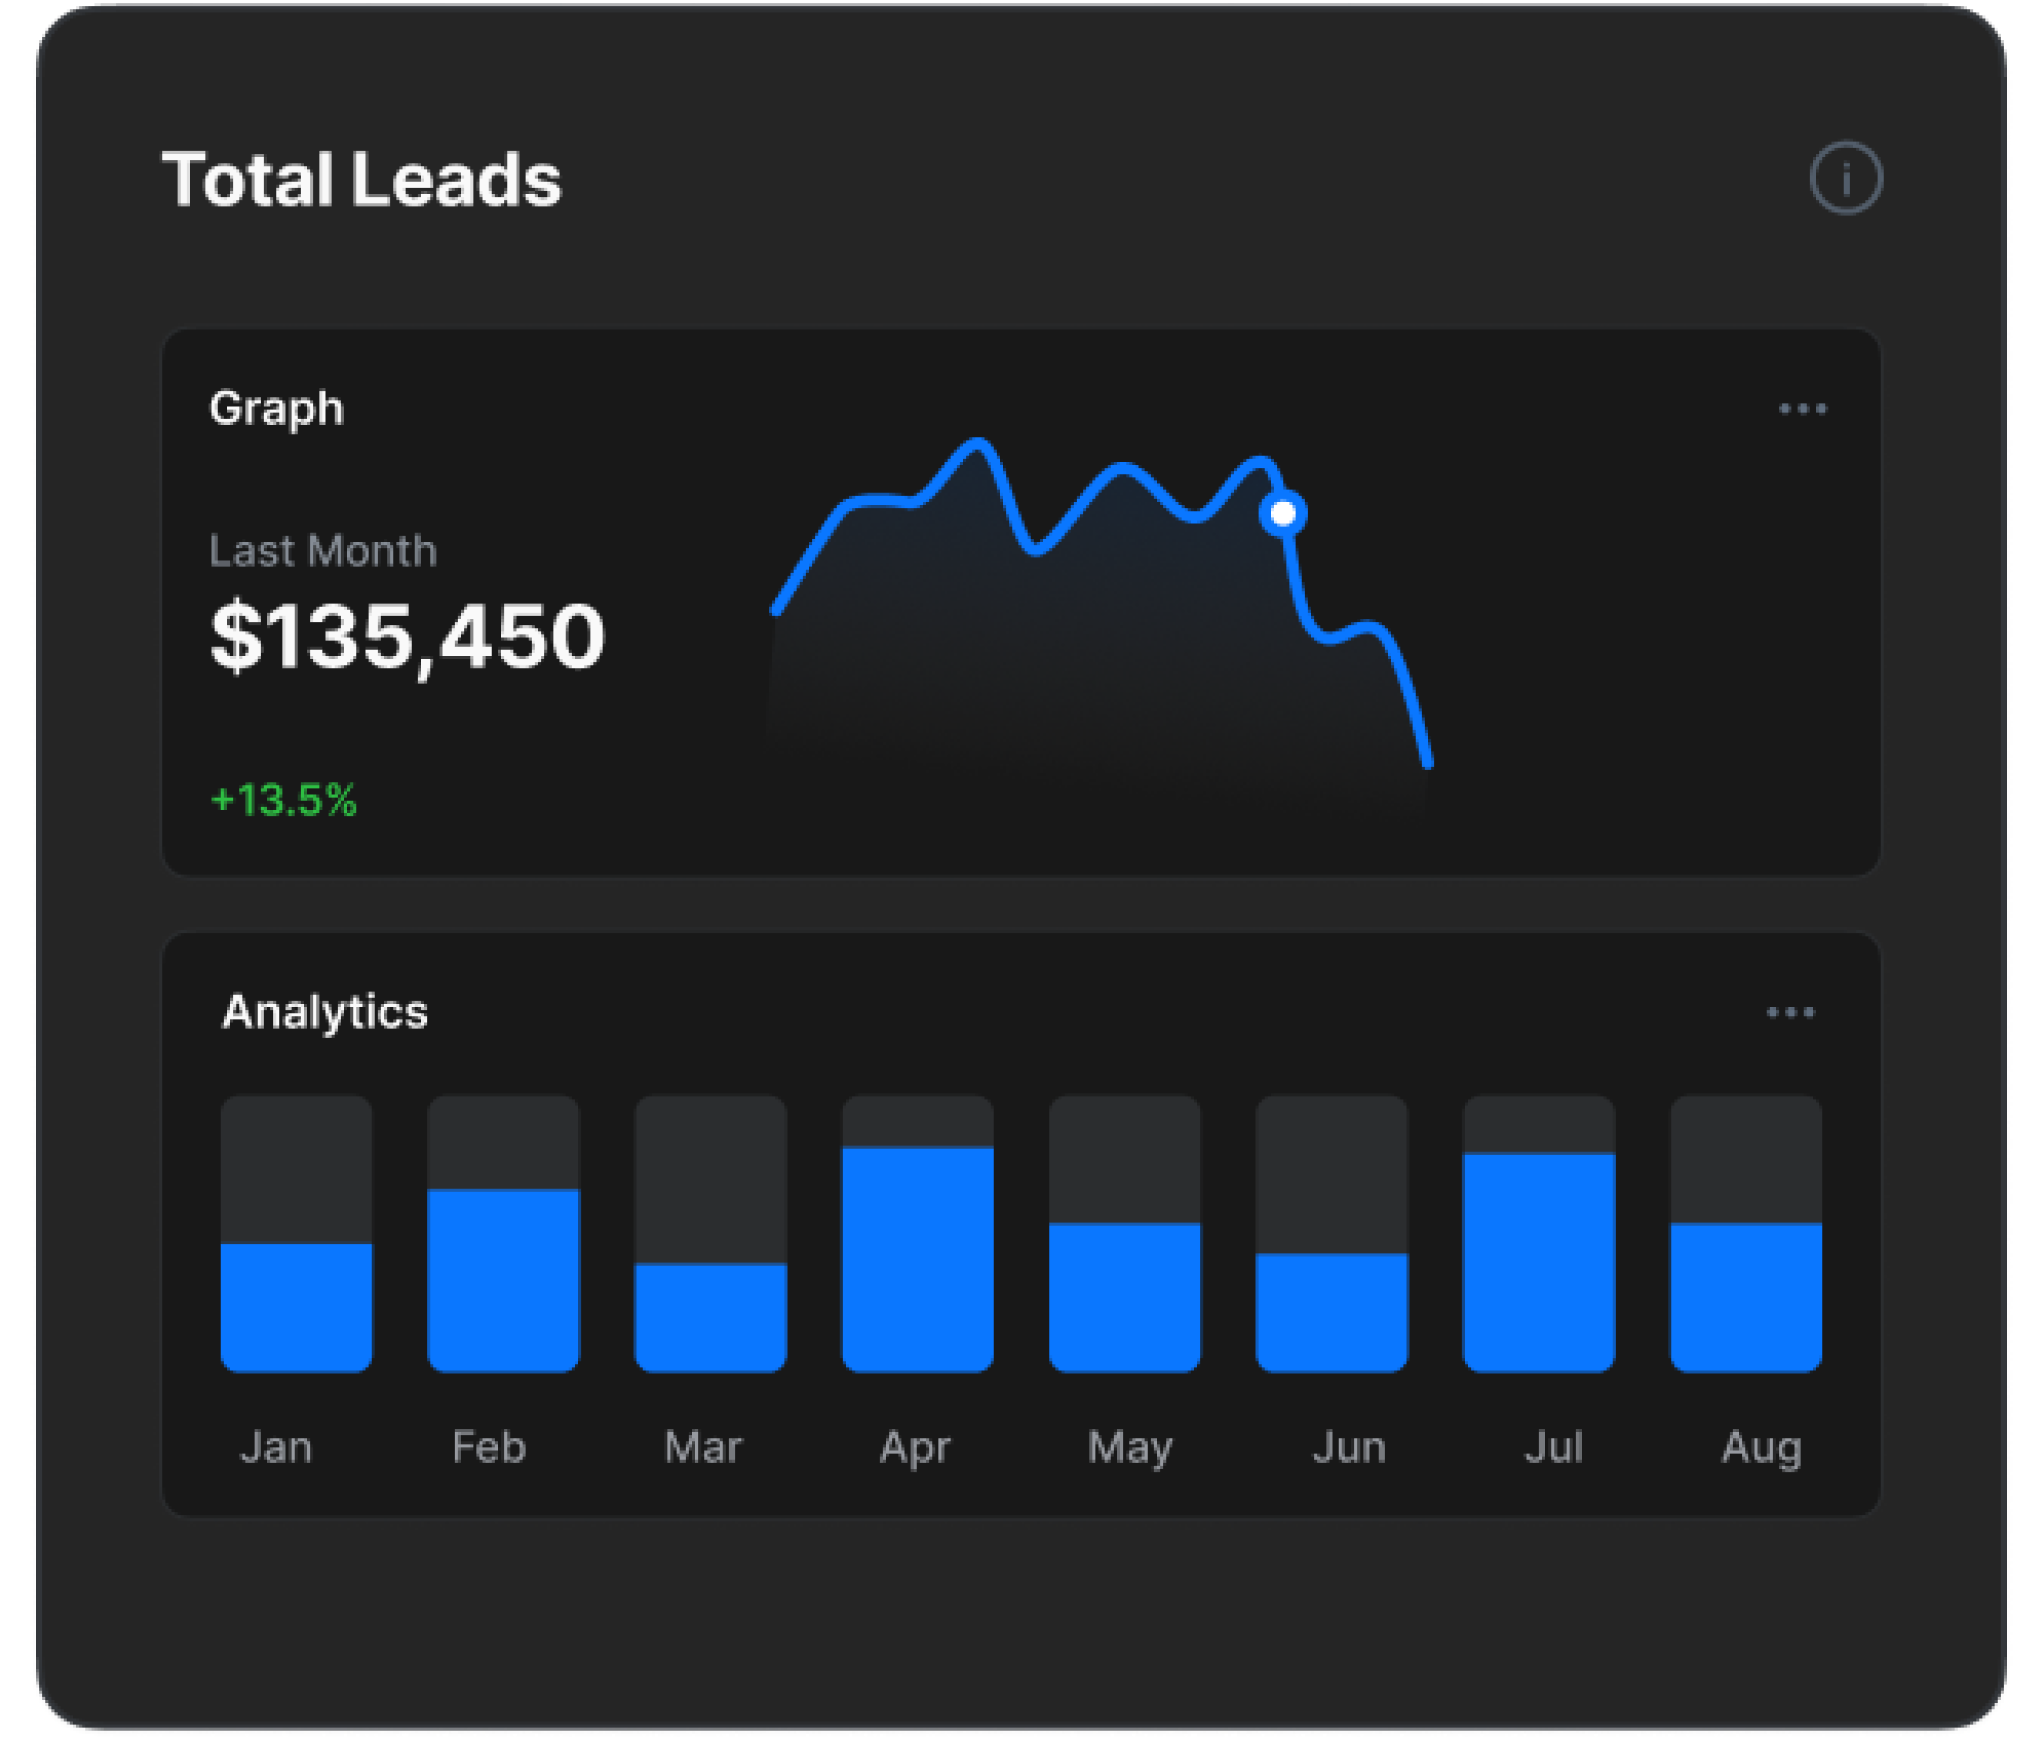 Total Leads
i
Graph
Last Month
$135,450
+13.5%
Analytics
Jan Feb Mar Apr May Jun Jul Aug